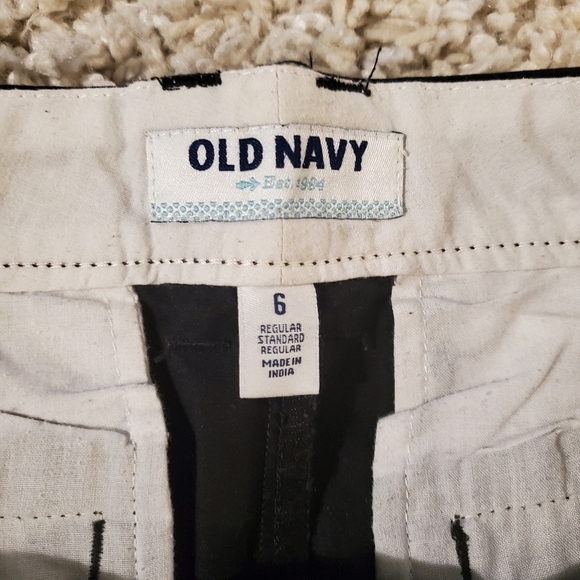 OLD NAVY
Est. 1994
6
REGULAR
STANDARD
REGULAR
MADE IN
INDIA